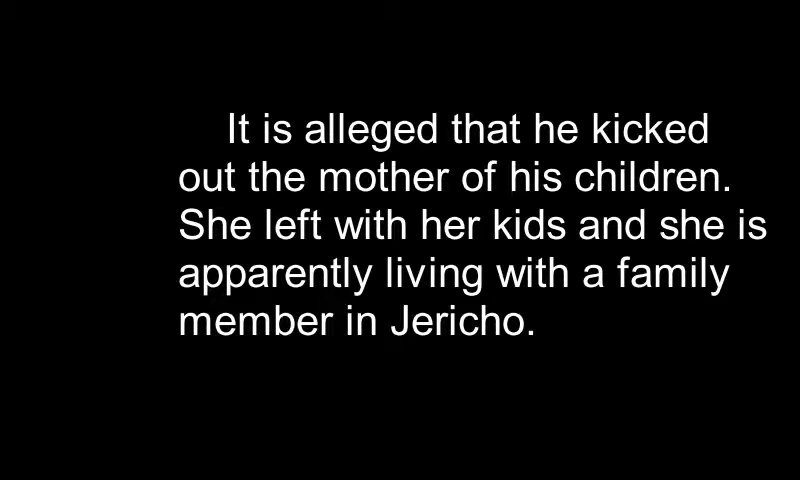 It is alleged that he kicked
out the mother of his children.
She left with her kids and she is
apparently living with a family
member in Jericho.